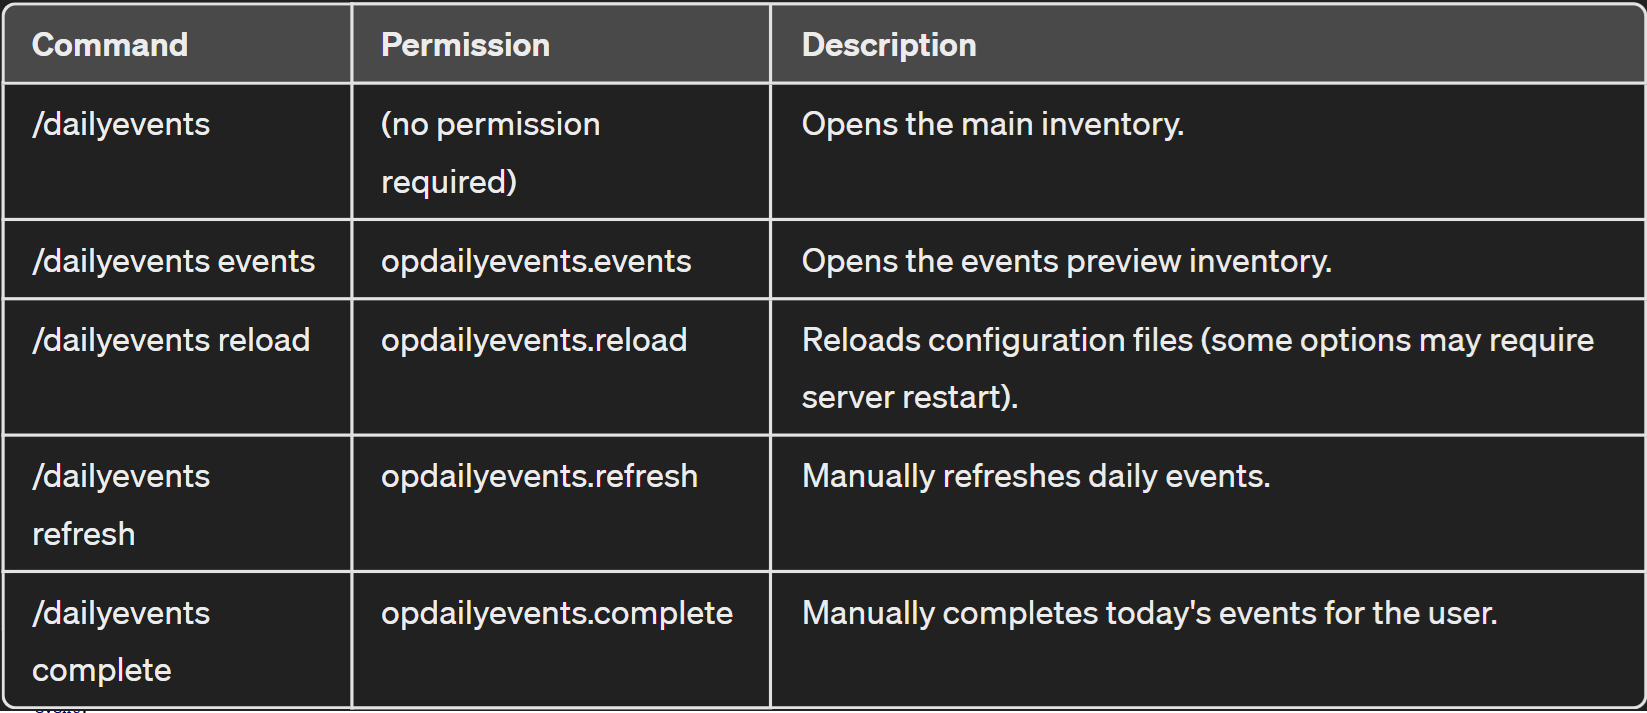 Command Permission Description
/dailyevents (no permission Opens the main inventory.
required)
/dailyevents events opdailyevents.events Opens the events preview inventory.
/dailyevents reload opdailyevents.reload Reloads configuration files (some options may require
server restart).
/dailyevents opdailyevents.refresh Manually refreshes daily events.
refresh
/dailyevents opdailyevents.complete Manually completes today's events for the user.
complete